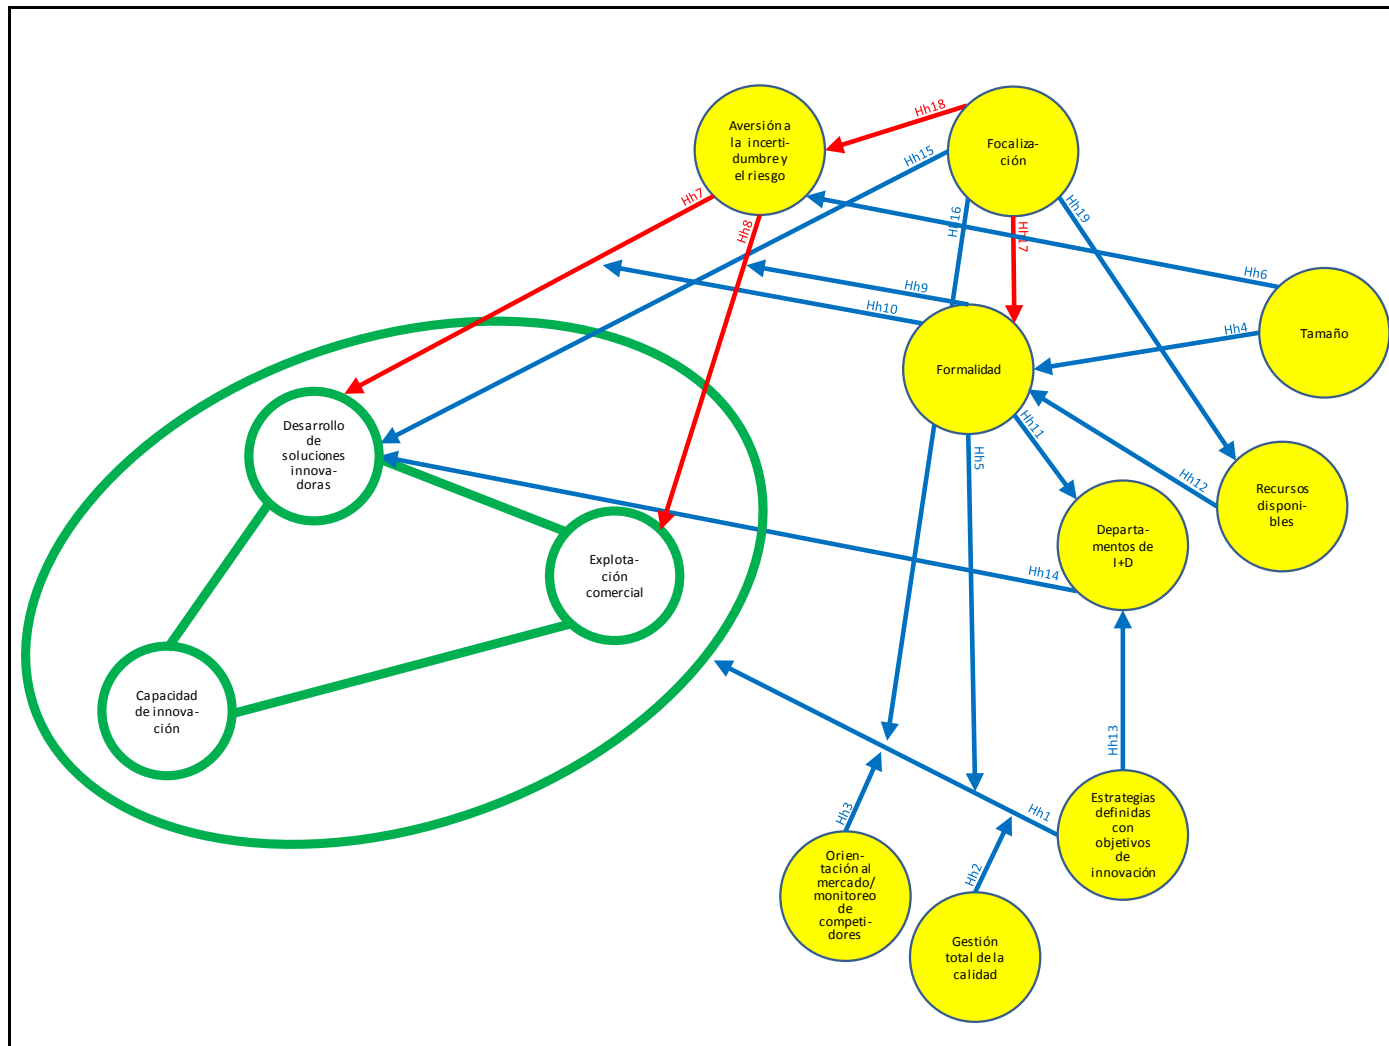 Hh18
Aversión a
la incerti-
dumbre y
el riesgo
Focaliza-
ción
Hh15
Hh7
Hh8
Hh16
Hh17
Hh19
Hh6
Hh9
Hh10
Hh4
Tamaño
Formalidad
Hh11
Hh5
Hh12
Recursos
disponi-
bles
Desarrollo
de
soluciones
innova-
doras
Departa-
mentos de
I+D
Explota-
ción
comercial
Hh14
Capacidad
de innova-
ción
Hh13
Hh3
Hh1
Estrategias
definidas
con
objetivos
de
innovación
Orien-
tación al
mercado/
monitoreo
de
competi-
dores
Hh2
Gestión
total de la
calidad